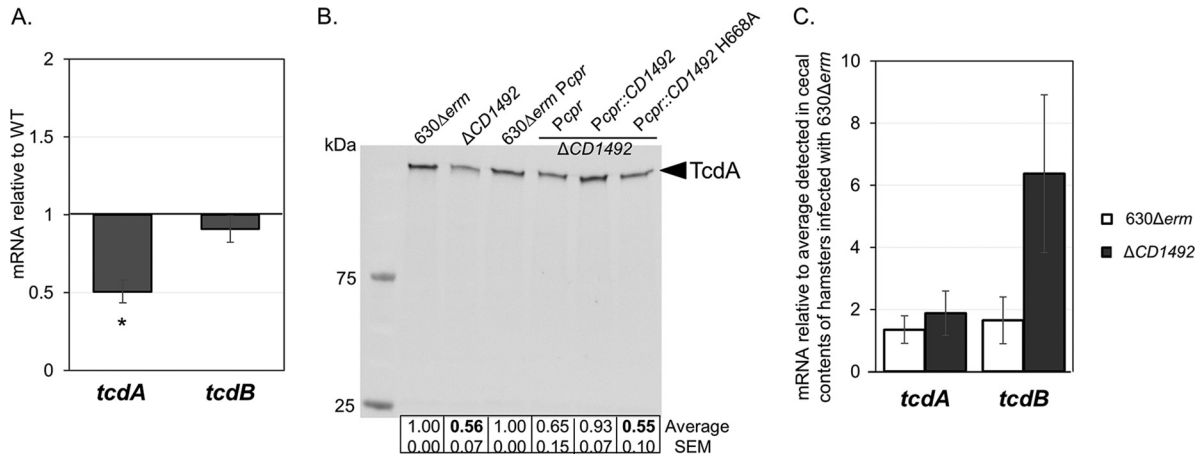 A.
mRNA relative to WT
2
1.5
1
0.5
0
*
tcdA tcdB
B.
kDa
630Δerm
ΔCD1492
630Δerm Pcpr
Pcpr
Pcpr::CD1492
Pcpr::CD1492 H668A
ΔCD1492
TcdA
75
25
1.00 0.56 1.00 0.65 0.93 0.55 Average
0.00 0.07 0.00 0.15 0.07 0.10 SEM
C.
mRNA relative to average detected in cecal
contents of hamsters infected with 630Δerm
10
8
6
4
2
0
tcdA tcdB
630Δerm
ΔCD1492